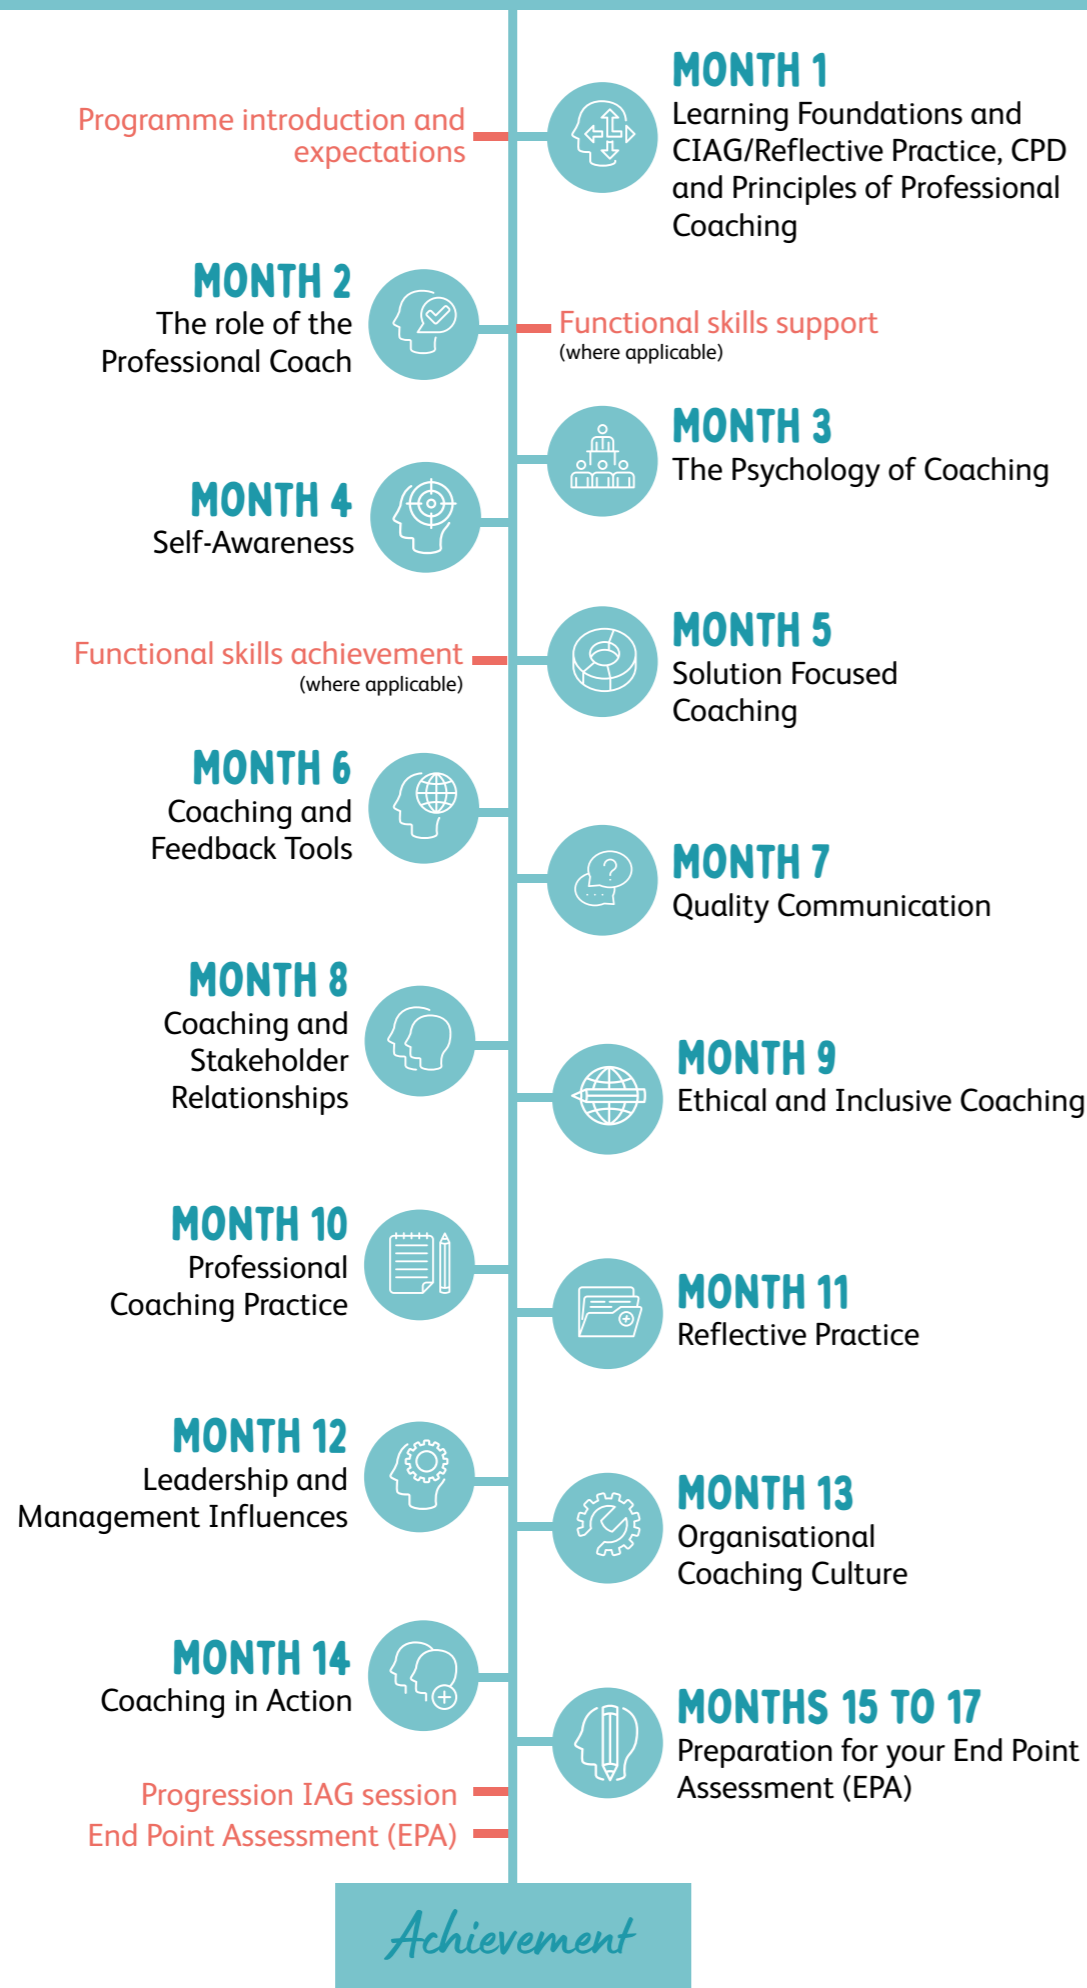 Programme introduction and
expectations
MONTH 1
Learning Foundations and
CIAG/Reflective Practice, CPD
and Principles of Professional
Coaching
MONTH 2
The role of the
Professional Coach
Functional skills support
(where applicable)
MONTH 3
The Psychology of Coaching
MONTH 4
Self-Awareness
Functional skills achievement
(where applicable)
MONTH 5
Solution Focused
Coaching
MONTH 6
Coaching and
Feedback Tools
MONTH 7
Quality Communication
MONTH 8
Coaching and
Stakeholder
Relationships
MONTH 9
Ethical and Inclusive Coaching
MONTH 10
Professional
Coaching Practice
MONTH 11
Reflective Practice
MONTH 12
Leadership and
Management Influences
MONTH 13
Organisational
Coaching Culture
MONTH 14
Coaching in Action
MONTHS 15 TO 17
Preparation for your End Point
Assessment (EPA)
Progression IAG session
End Point Assessment (EPA)
Achievement